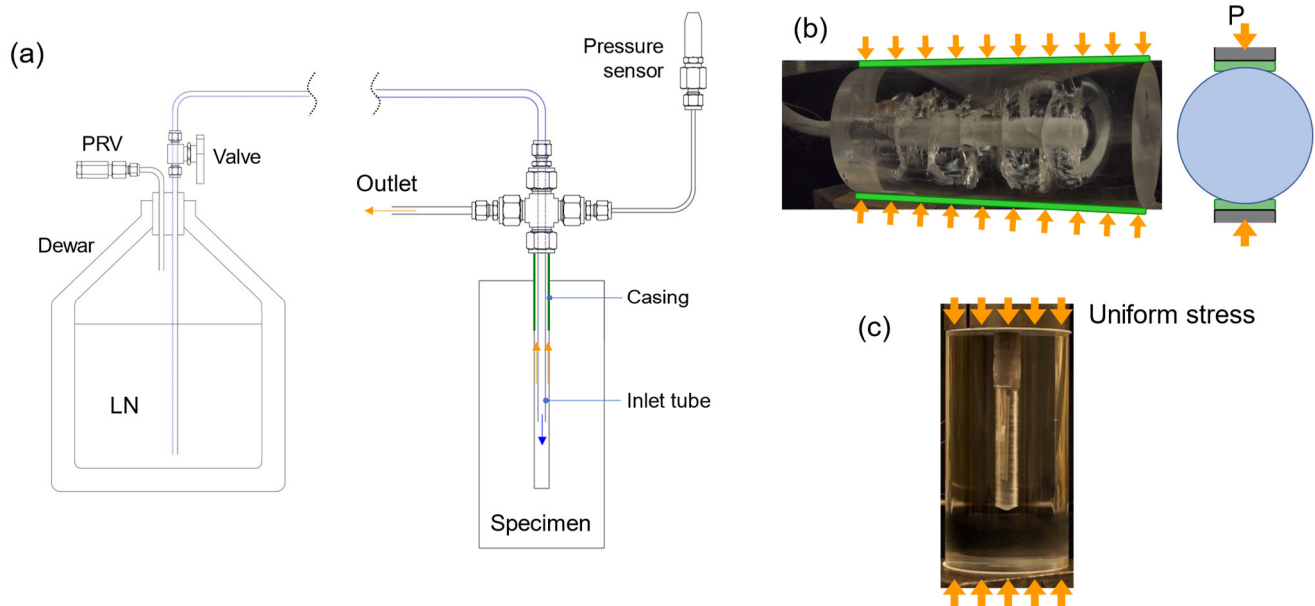 (a)
Pressure
sensor
PRV
Valve
Outlet
Dewar
Casing
LN
Inlet tube
Specimen
(b)
P
(c)
Uniform stress